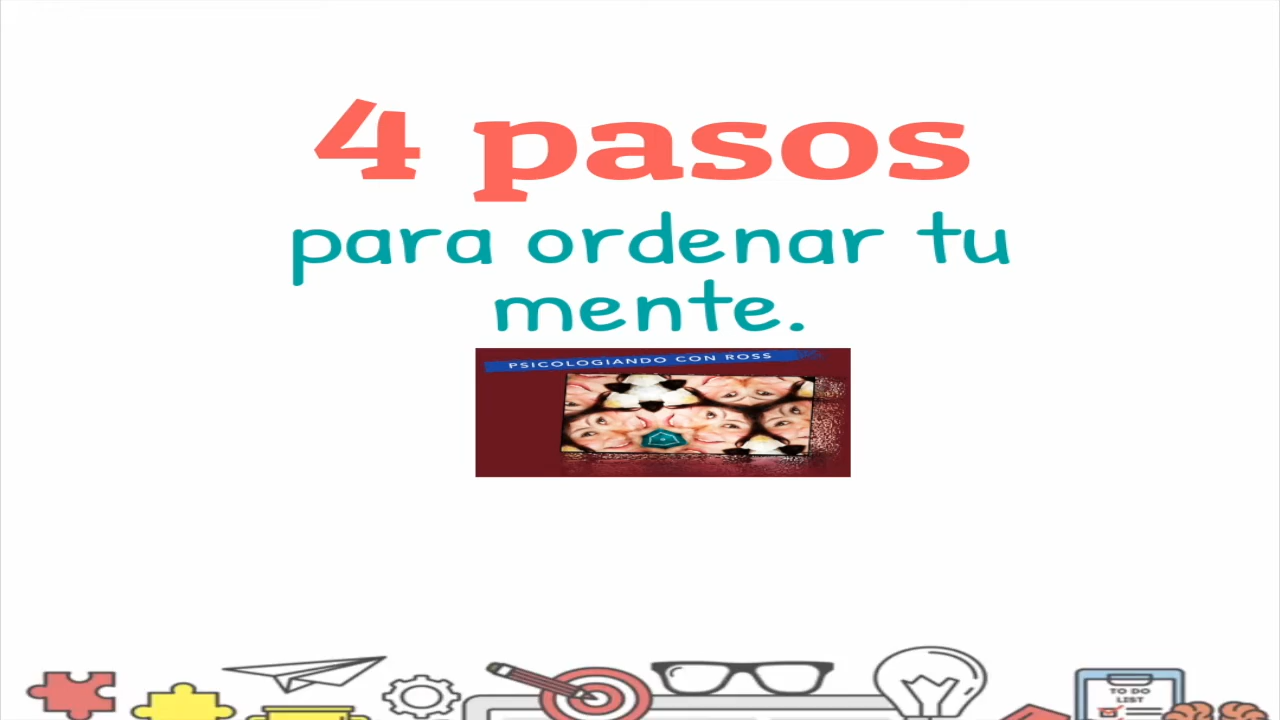 4 pasos
para ordenar tu
mente.
PSICOLOGIANDO CON ROSS
TO DO
LIST